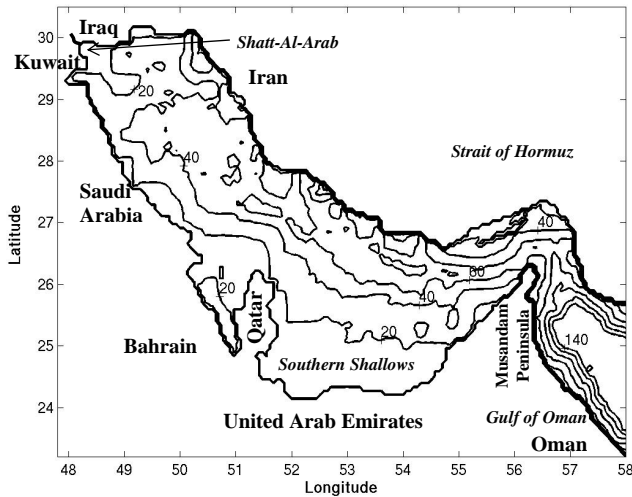 Iraq
Shatt-Al-Arab
Kuwait
Iran
20
Strait of Hormuz
40
Saudi
Arabia
40
60
20
40
Qatar
20
Bahrain
Southern Shallows
Musandam
Peninsula
140
United Arab Emirates
Gulf of Oman
Oman
30
29
28
27
26
25
24
Latitude
48 49 50 51 52 53 54 55 56 57 58
Longitude